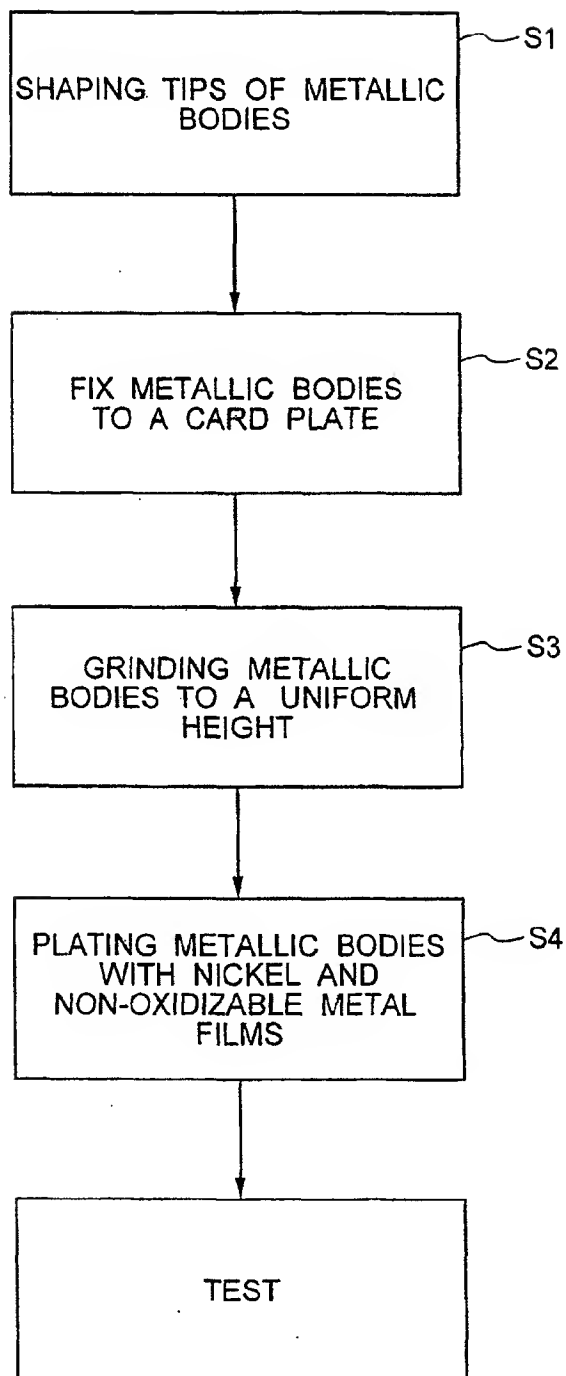 S1
SHAPING TIPS OF METALLIC
BODIES
S2
FIX METALLIC BODIES
TO A CARD PLATE
S3
GRINDING METALLIC
BODIES TO A UNIFORM
HEIGHT
S4
PLATING METALLIC BODIES
WITH NICKEL AND
NON-OXIDIZABLE METAL
FILMS
TEST